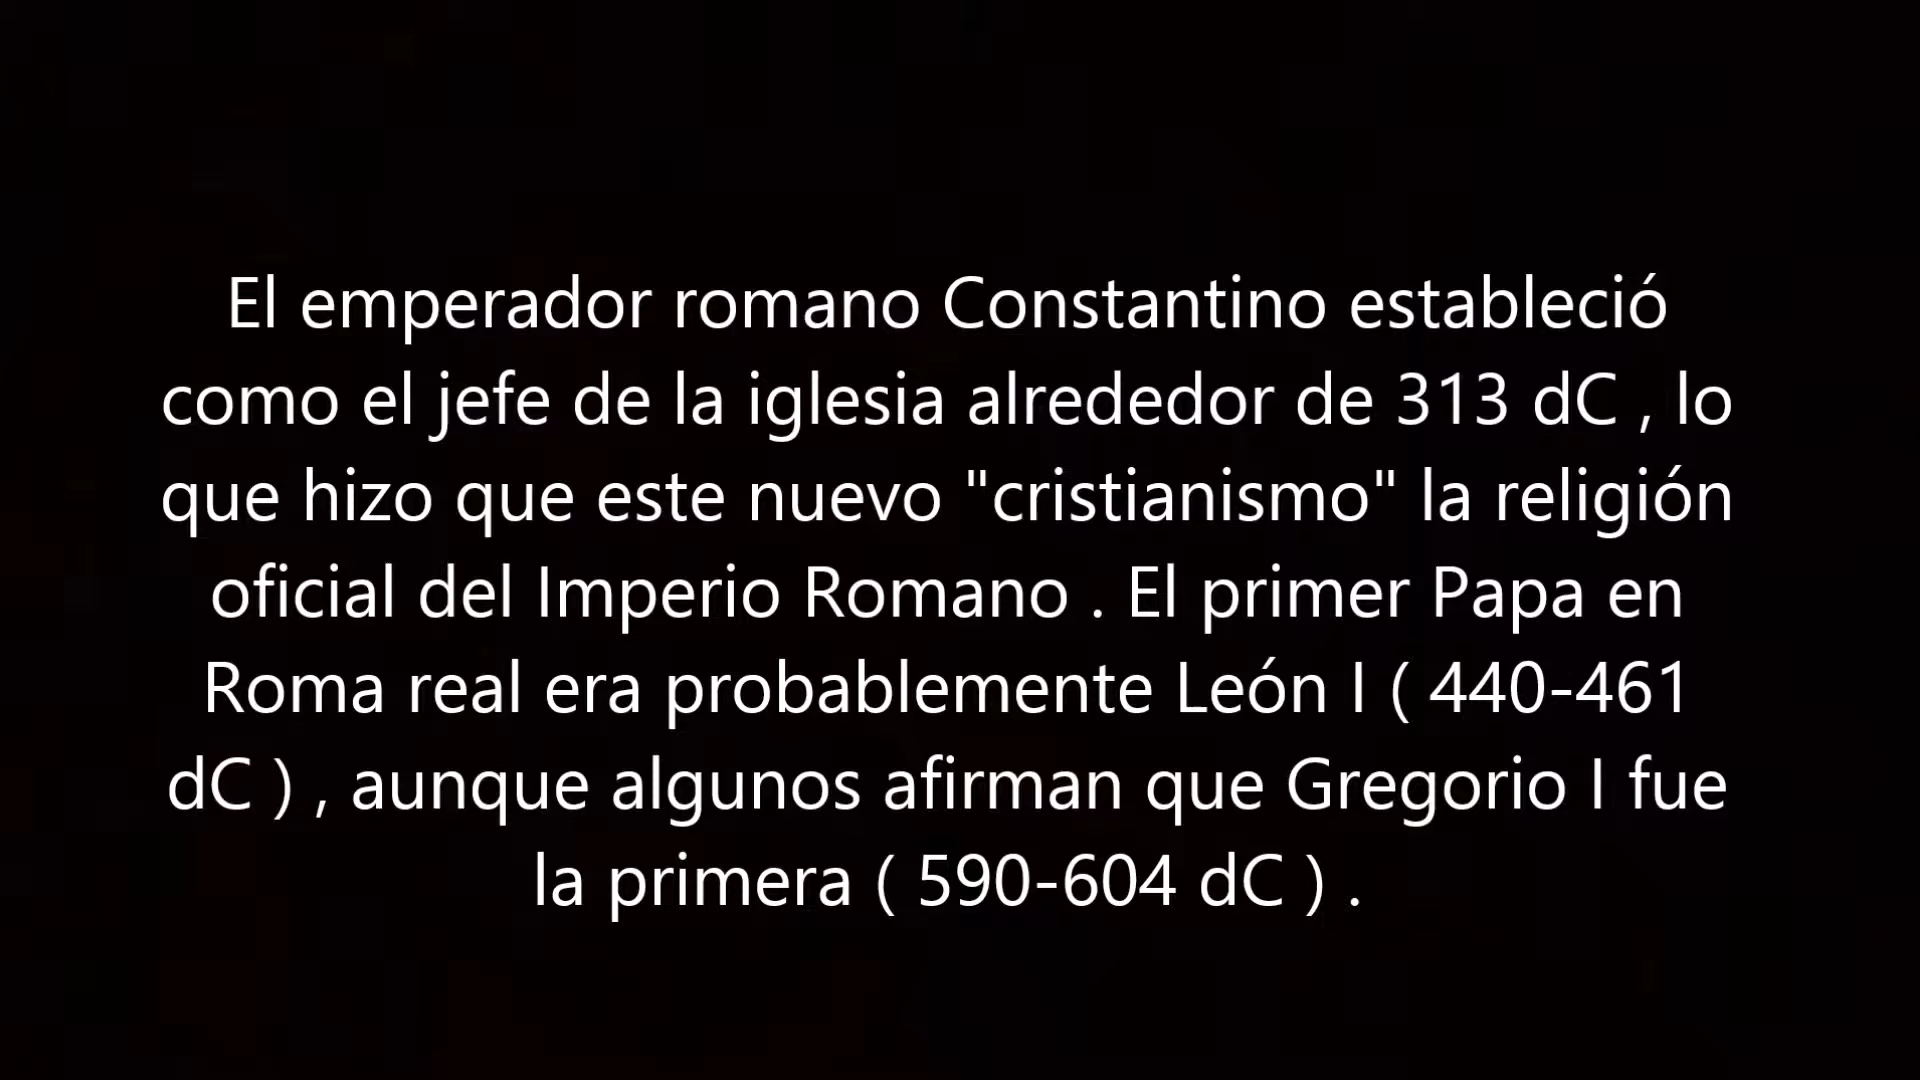 El emperador romano Constantino estableció
como el jefe de la iglesia alrededor de 313 dC , lo
que hizo que este nuevo "cristianismo" la religión
oficial del Imperio Romano . El primer Papa en
Roma real era probablemente León I ( 440-461
dC ) , aunque algunos afirman que Gregorio I fue
la primera ( 590-604 dC ) .